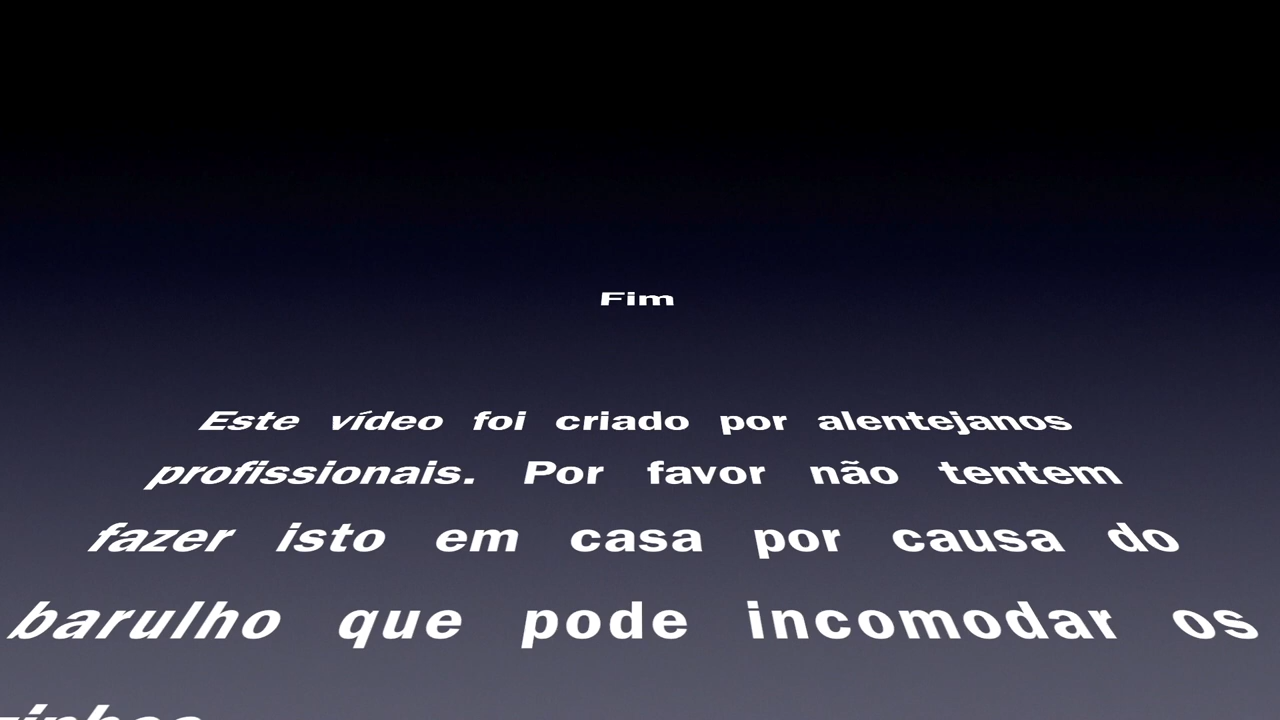 Fim
Este vídeo foi criado por alentejanos
profissionais. Por favor não tentem
fazer isto em casa por causa do
barulho que pode incomodar os